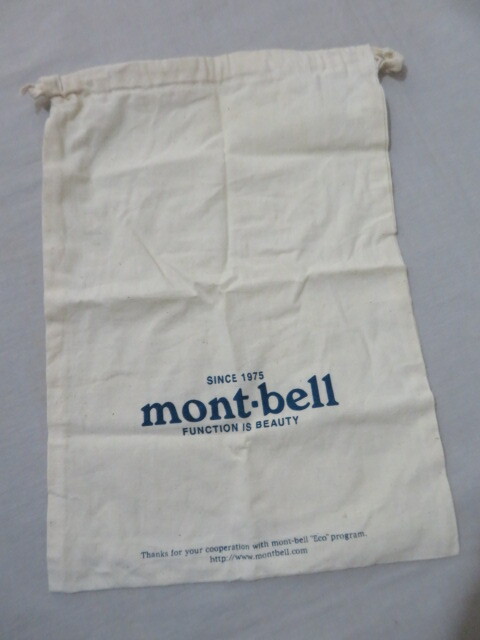 SINCE 1975
mont·bell
FUNCTION IS BEAUTY
Thanks for your cooperation with mont-bell "Eco" program.
http://www.montbell.com